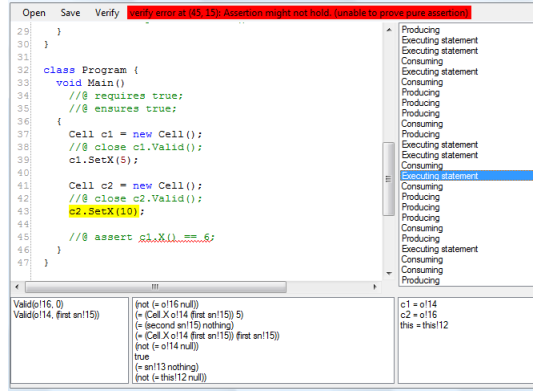 Open Save Verify verify error at (45, 15): Assertion might not hold. (unable to prove pure assertion)
29 }
30 }
31
32 class Program {
33 void Main()
34 //@ requires true;
35 //@ ensures true;
36 {
37 Cell c1 = new Cell();
38 //@ close c1.Valid();
39 c1.SetX(5);
40
41 Cell c2 = new Cell();
42 //@ close c2.Valid();
43 c2.SetX(10);
44
45 //@ assert c1.X() == 6;
46 }
47 }
Producing
Executing statement
Executing statement
Consuming
Executing statement
Consuming
Producing
Producing
Producing
Consuming
Producing
Executing statement
Executing statement
Consuming
Executing statement
Consuming
Producing
Producing
Producing
Consuming
Producing
Executing statement
Consuming
Consuming
Producing
Valid(o!16, 0)
Valid(o!14, (first sn!15))
(not (= o!16 null))
(= (Cell.X o!14 (first sn!15)) 5)
(= (second sn!15) nothing)
(= (Cell.X o!14 (first sn!15)) (first sn!15))
(not (= o!14 null))
true
(= sn!13 nothing)
(not (= this!12 null))
c1 = o!14
c2 = o!16
this = this!12